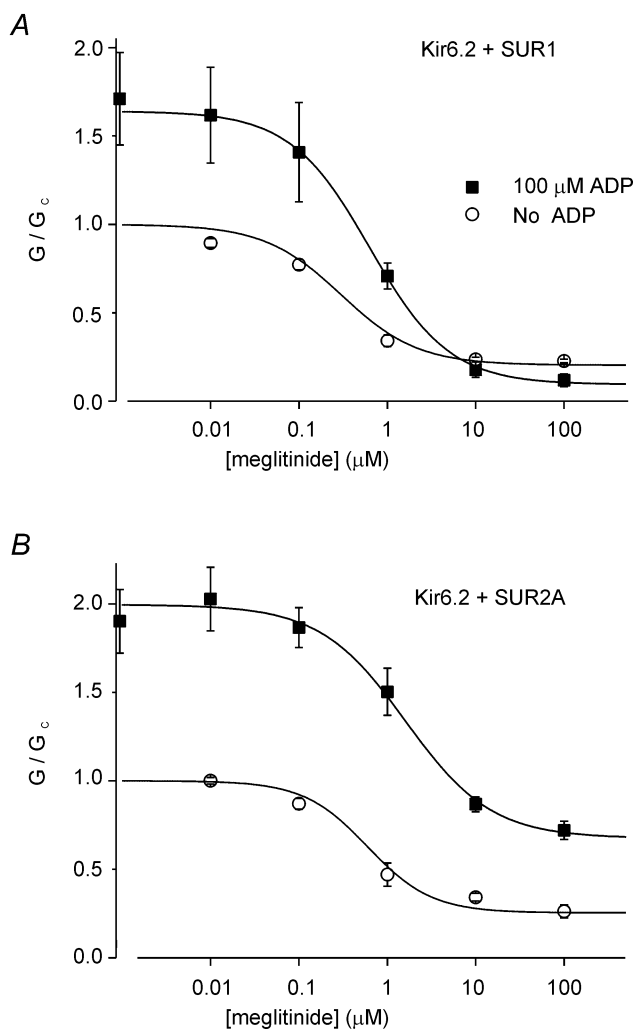 A
Kir6.2 + SUR1
2.0
1.5
1.0
0.5
0.0
G / Gc
100 μM ADP
No ADP
0.01 0.1 1 10 100
[meglitinide] (μM)
B
Kir6.2 + SUR2A
2.0
1.5
1.0
0.5
0.0
G / Gc
0.01 0.1 1 10 100
[meglitinide] (μM)